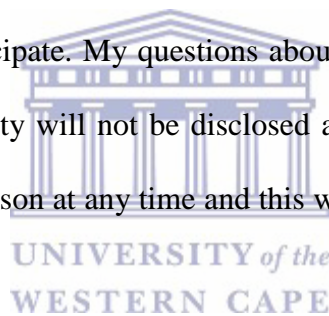 cipate. My questions abou
ty will not be disclosed a
son at any time and this w
UNIVERSITY of the
WESTERN CAPE